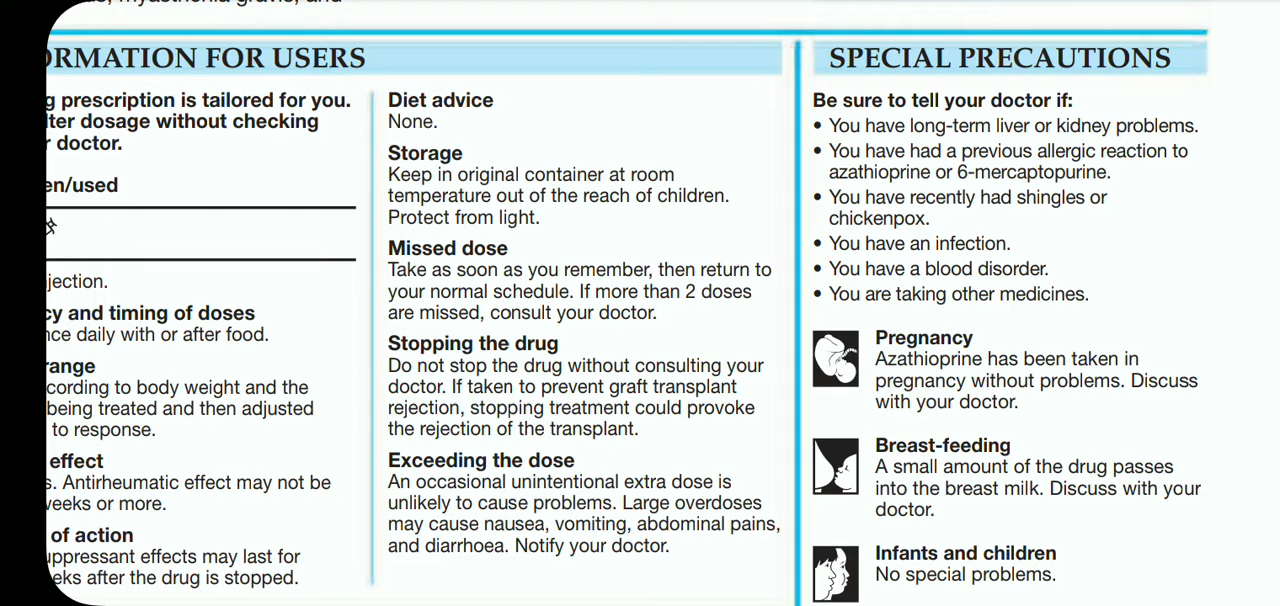 myasthenia gravis, and
ORMATION FOR USERS
g prescription is tailored for you.
lter dosage without checking
r doctor.
en/used
jection.
cy and timing of doses
nce daily with or after food.
range
cording to body weight and the
being treated and then adjusted
to response.
effect
s. Antirheumatic effect may not be
weeks or more.
of action
uppressant effects may last for
eks after the drug is stopped.
Diet advice
None.
Storage
Keep in original container at room
temperature out of the reach of children.
Protect from light.
Missed dose
Take as soon as you remember, then return to
your normal schedule. If more than 2 doses
are missed, consult your doctor.
Stopping the drug
Do not stop the drug without consulting your
doctor. If taken to prevent graft transplant
rejection, stopping treatment could provoke
the rejection of the transplant.
Exceeding the dose
An occasional unintentional extra dose is
unlikely to cause problems. Large overdoses
may cause nausea, vomiting, abdominal pains,
and diarrhoea. Notify your doctor.
SPECIAL PRECAUTIONS
Be sure to tell your doctor if:
• You have long-term liver or kidney problems.
• You have had a previous allergic reaction to
azathioprine or 6-mercaptopurine.
• You have recently had shingles or
chickenpox.
• You have an infection.
• You have a blood disorder.
• You are taking other medicines.
Pregnancy
Azathioprine has been taken in
pregnancy without problems. Discuss
with your doctor.
Breast-feeding
A small amount of the drug passes
into the breast milk. Discuss with your
doctor.
Infants and children
No special problems.